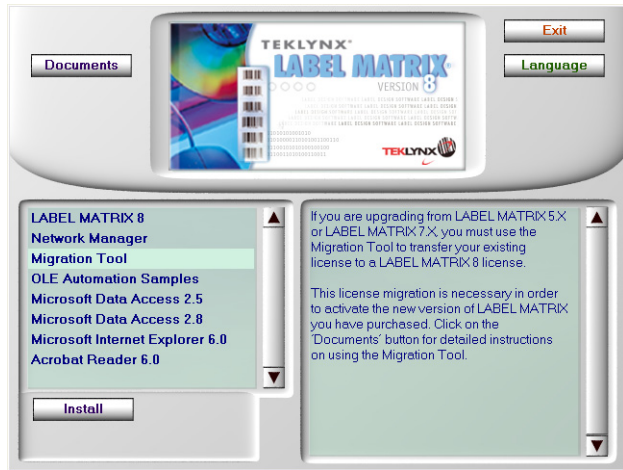 Documents
TEKLYNX®
LABEL MATRIX®
VERSION 8
TEKLYNX
Exit
Language
LABEL MATRIX 8
Network Manager
Migration Tool
OLE Automation Samples
Microsoft Data Access 2.5
Microsoft Data Access 2.8
Microsoft Internet Explorer 6.0
Acrobat Reader 6.0
Install
If you are upgrading from LABEL MATRIX 5.X
or LABEL MATRIX 7.X, you must use the
Migration Tool to transfer your existing
license to a LABEL MATRIX 8 license.
This license migration is necessary in order
to activate the new version of LABEL MATRIX
you have purchased. Click on the
'Documents' button for detailed instructions
on using the Migration Tool.